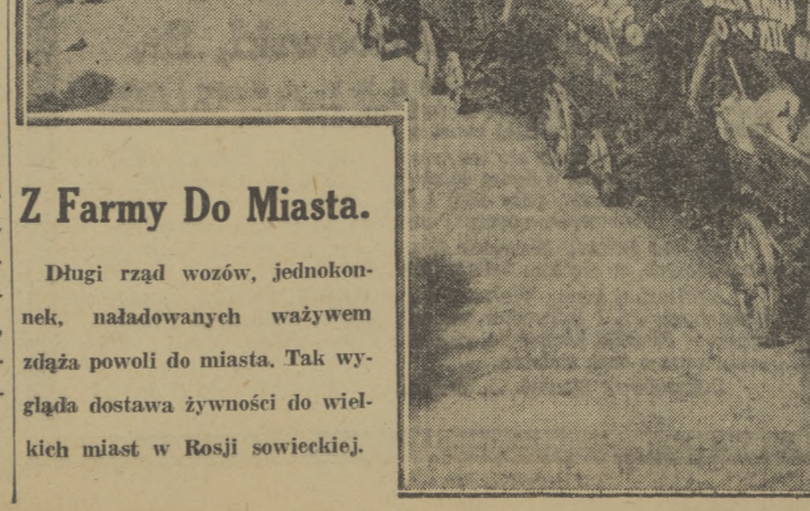 XII
Z Farmy Do Miasta.
Długi rząd wozów, jednokon-
nek, naładowanych ważywem
zdąża powoli do miasta. Tak wy-
gląda dostawa żywności do wiel-
kich miast w Rosji sowieckiej.